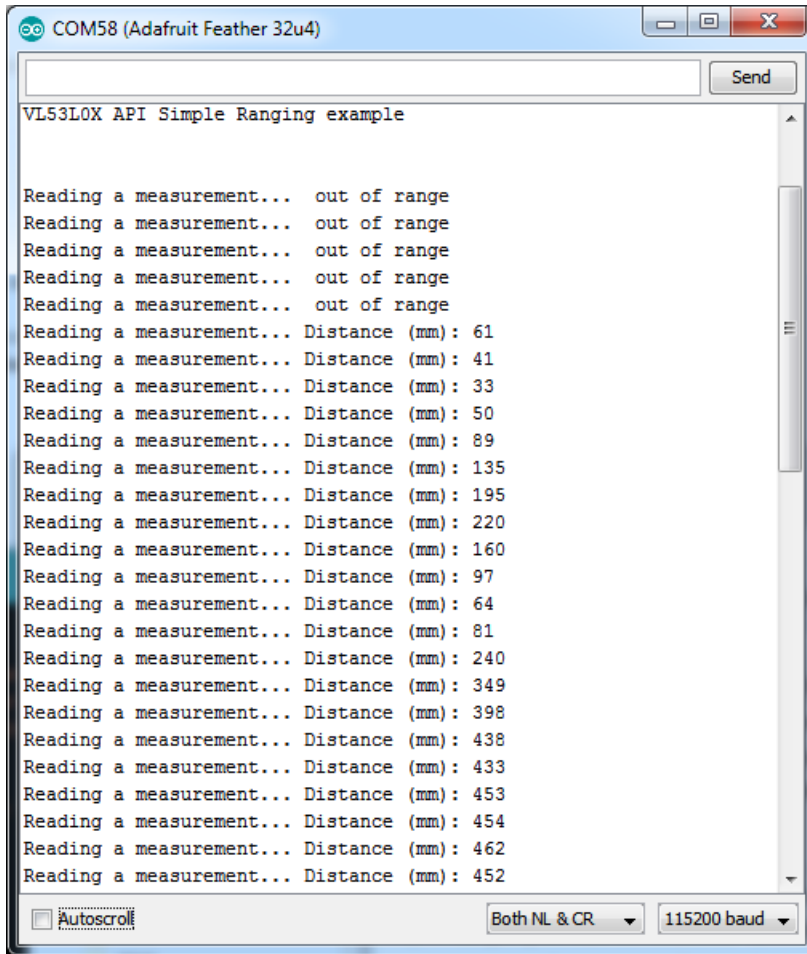 COM58 (Adafruit Feather 32u4)
Send
VL53L0X API Simple Ranging example
Reading a measurement...  out of range
Reading a measurement...  out of range
Reading a measurement...  out of range
Reading a measurement...  out of range
Reading a measurement...  out of range
Reading a measurement... Distance (mm): 61
Reading a measurement... Distance (mm): 41
Reading a measurement... Distance (mm): 33
Reading a measurement... Distance (mm): 50
Reading a measurement... Distance (mm): 89
Reading a measurement... Distance (mm): 135
Reading a measurement... Distance (mm): 195
Reading a measurement... Distance (mm): 220
Reading a measurement... Distance (mm): 160
Reading a measurement... Distance (mm): 97
Reading a measurement... Distance (mm): 64
Reading a measurement... Distance (mm): 81
Reading a measurement... Distance (mm): 240
Reading a measurement... Distance (mm): 349
Reading a measurement... Distance (mm): 398
Reading a measurement... Distance (mm): 438
Reading a measurement... Distance (mm): 433
Reading a measurement... Distance (mm): 453
Reading a measurement... Distance (mm): 454
Reading a measurement... Distance (mm): 462
Reading a measurement... Distance (mm): 452
Autoscroll Both NL & CR 115200 baud